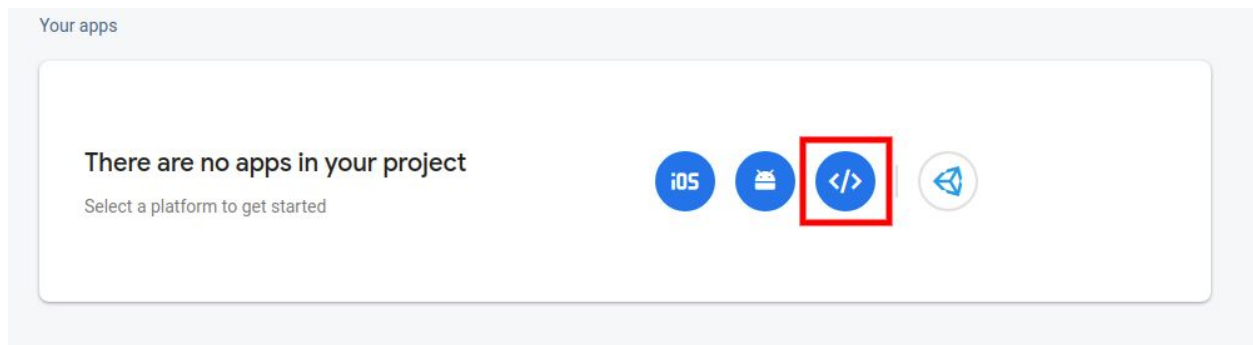 Your apps
There are no apps in your project
Select a platform to get started
iOS
</>